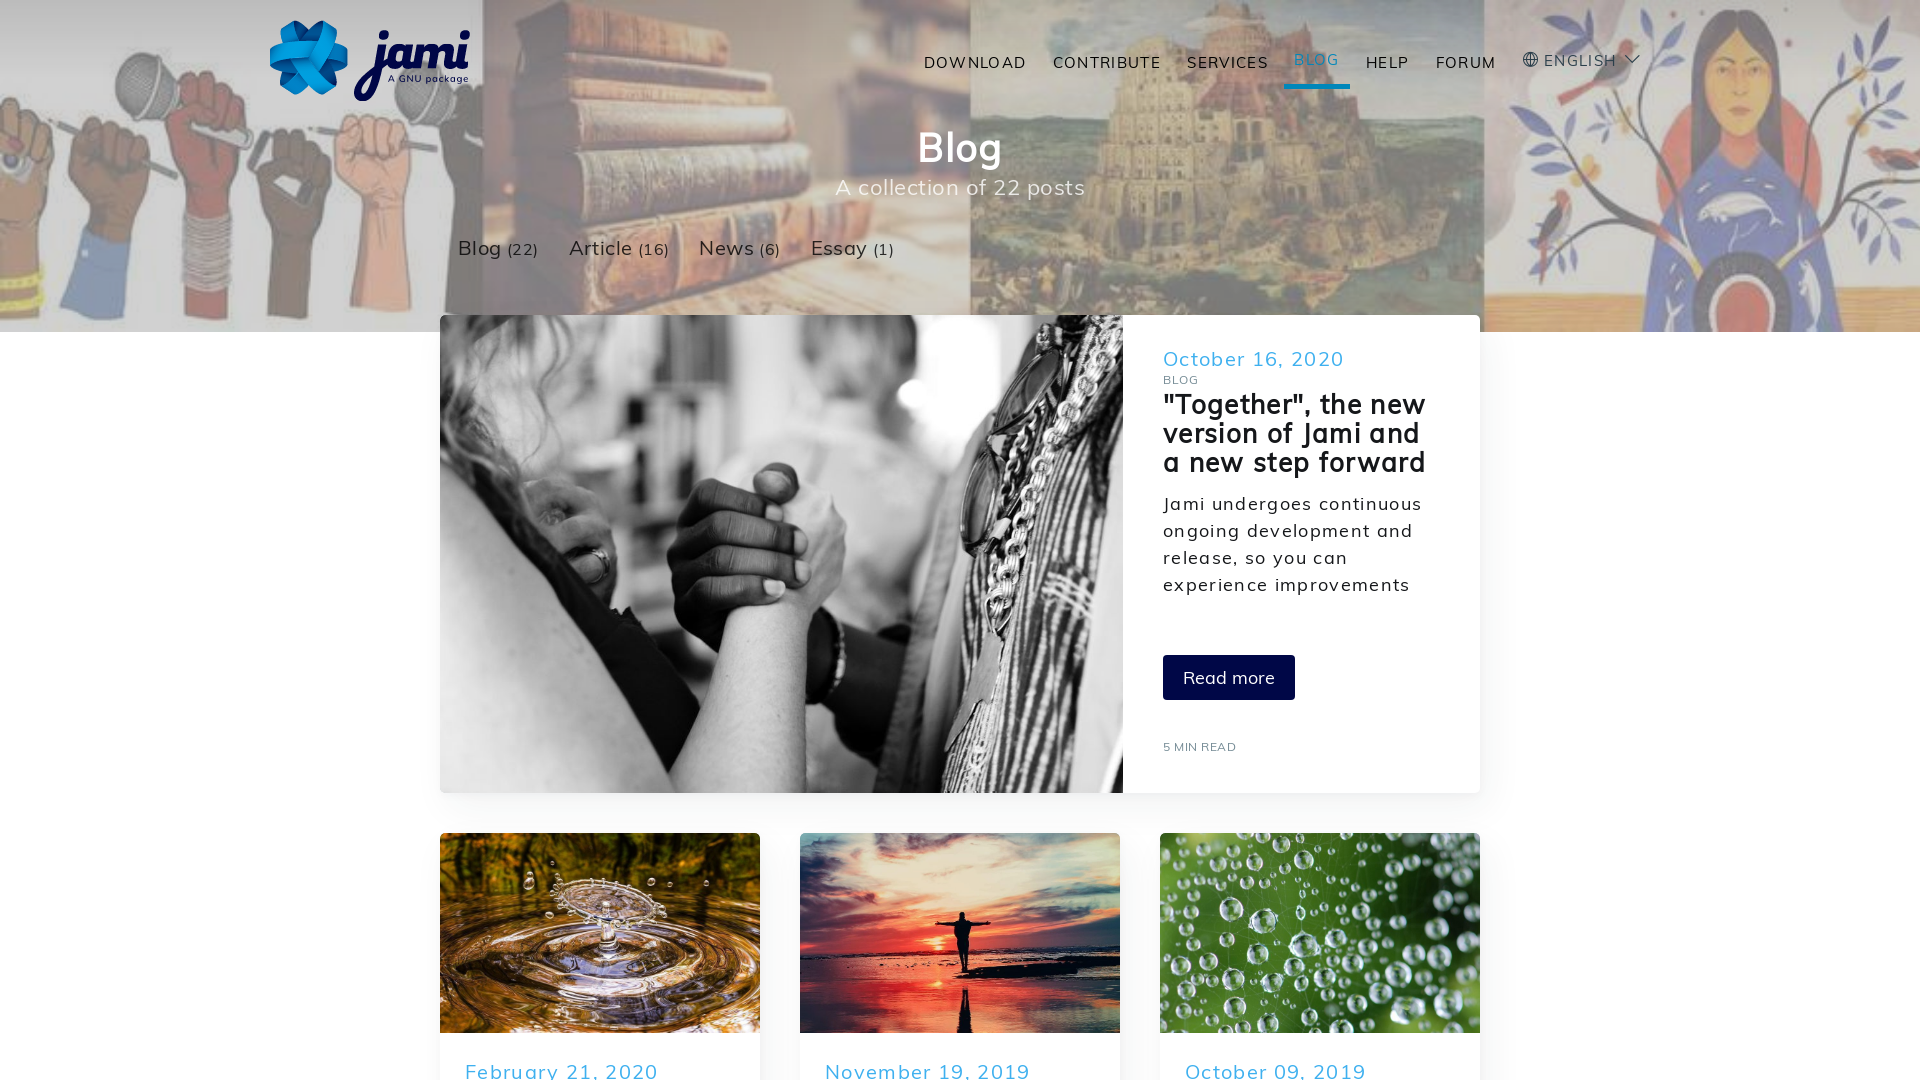 jami
A GNU package
DOWNLOAD CONTRIBUTE SERVICES BLOG HELP FORUM ENGLISH
Blog
A collection of 22 posts
Blog (22) Article (16) News (6) Essay (1)
October 16, 2020
BLOG
"Together", the new
version of Jami and
a new step forward
Jami undergoes continuous
ongoing development and
release, so you can
experience improvements
Read more
5 MIN READ
February 21, 2020
November 19, 2019
October 09, 2019